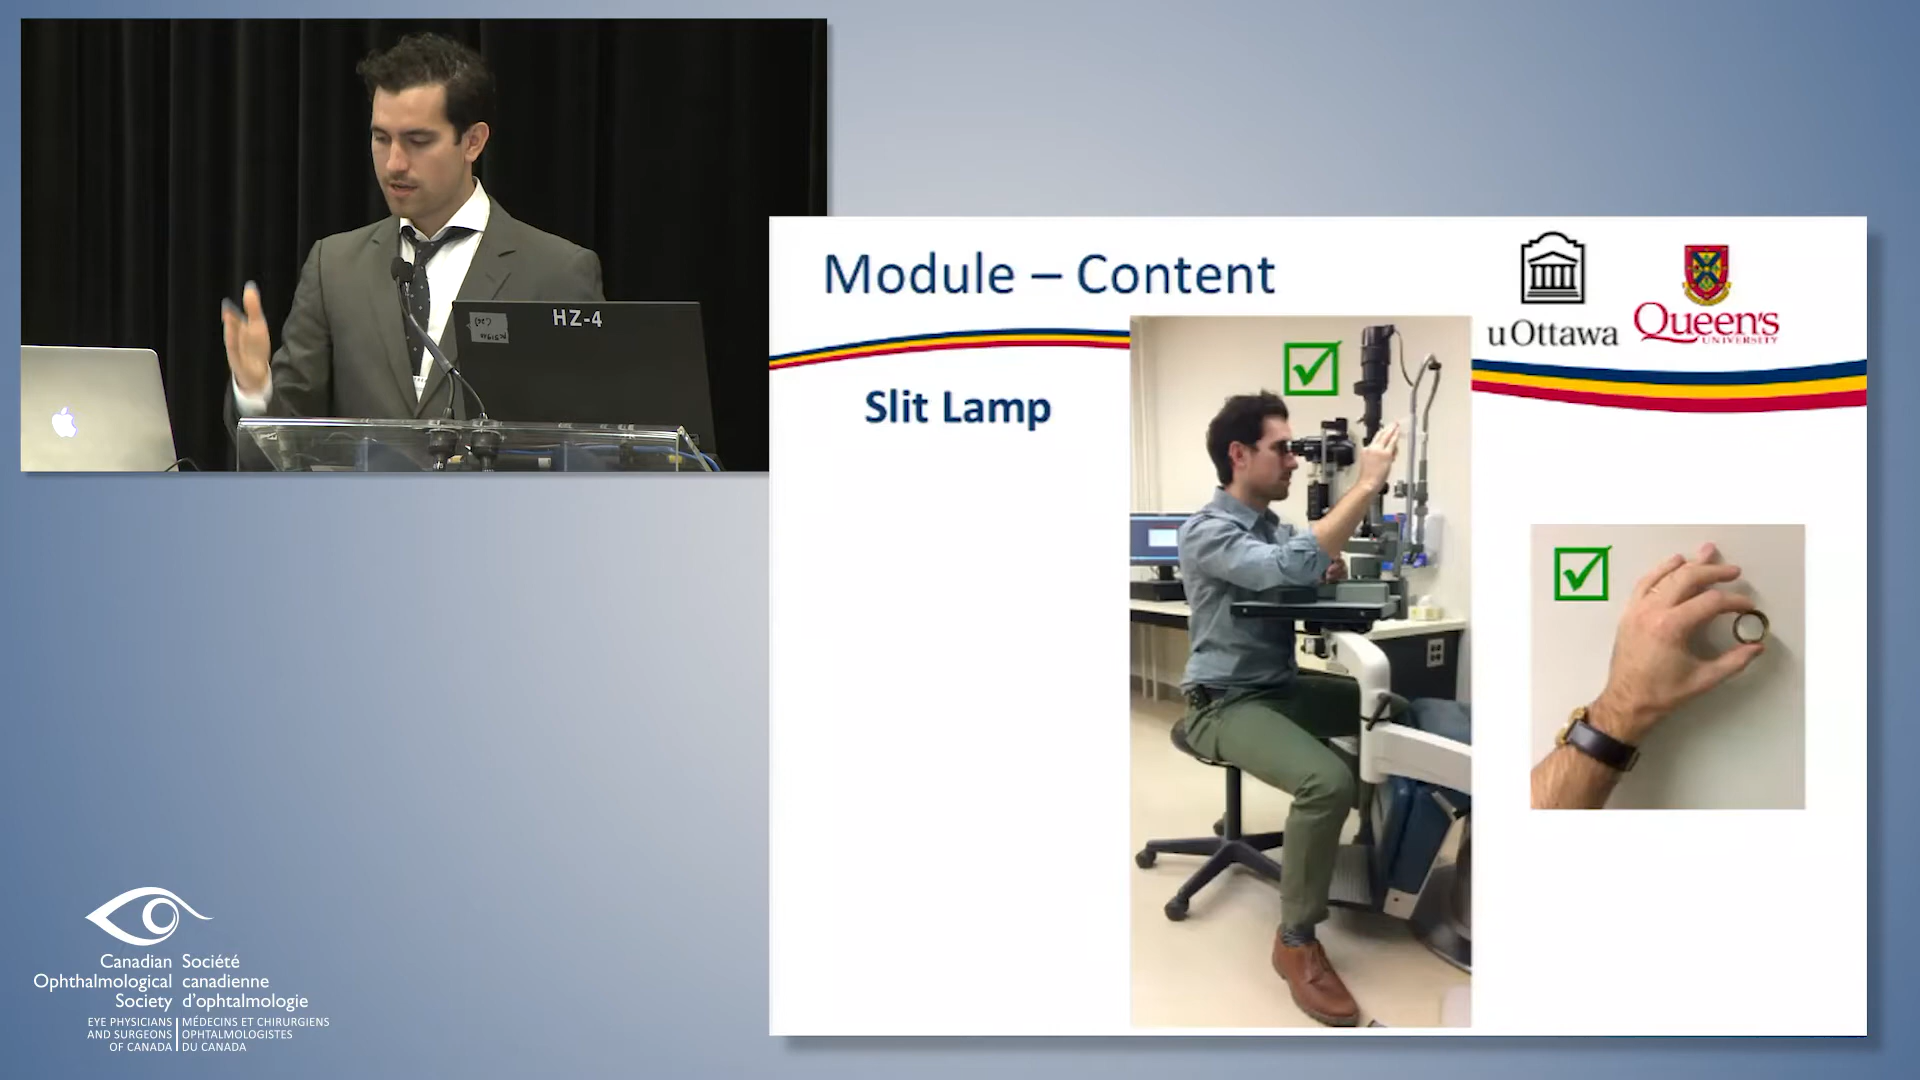 HZ-4
Module – Content
uOttawa
Queen's
UNIVERSITY
Slit Lamp
Canadian
Ophthalmological
Society
Société
canadienne
d'ophtalmologie
EYE PHYSICIANS
AND SURGEONS
OF CANADA
MÉDECINS ET CHIRURGIENS
OPHTALMOLOGISTES
DU CANADA